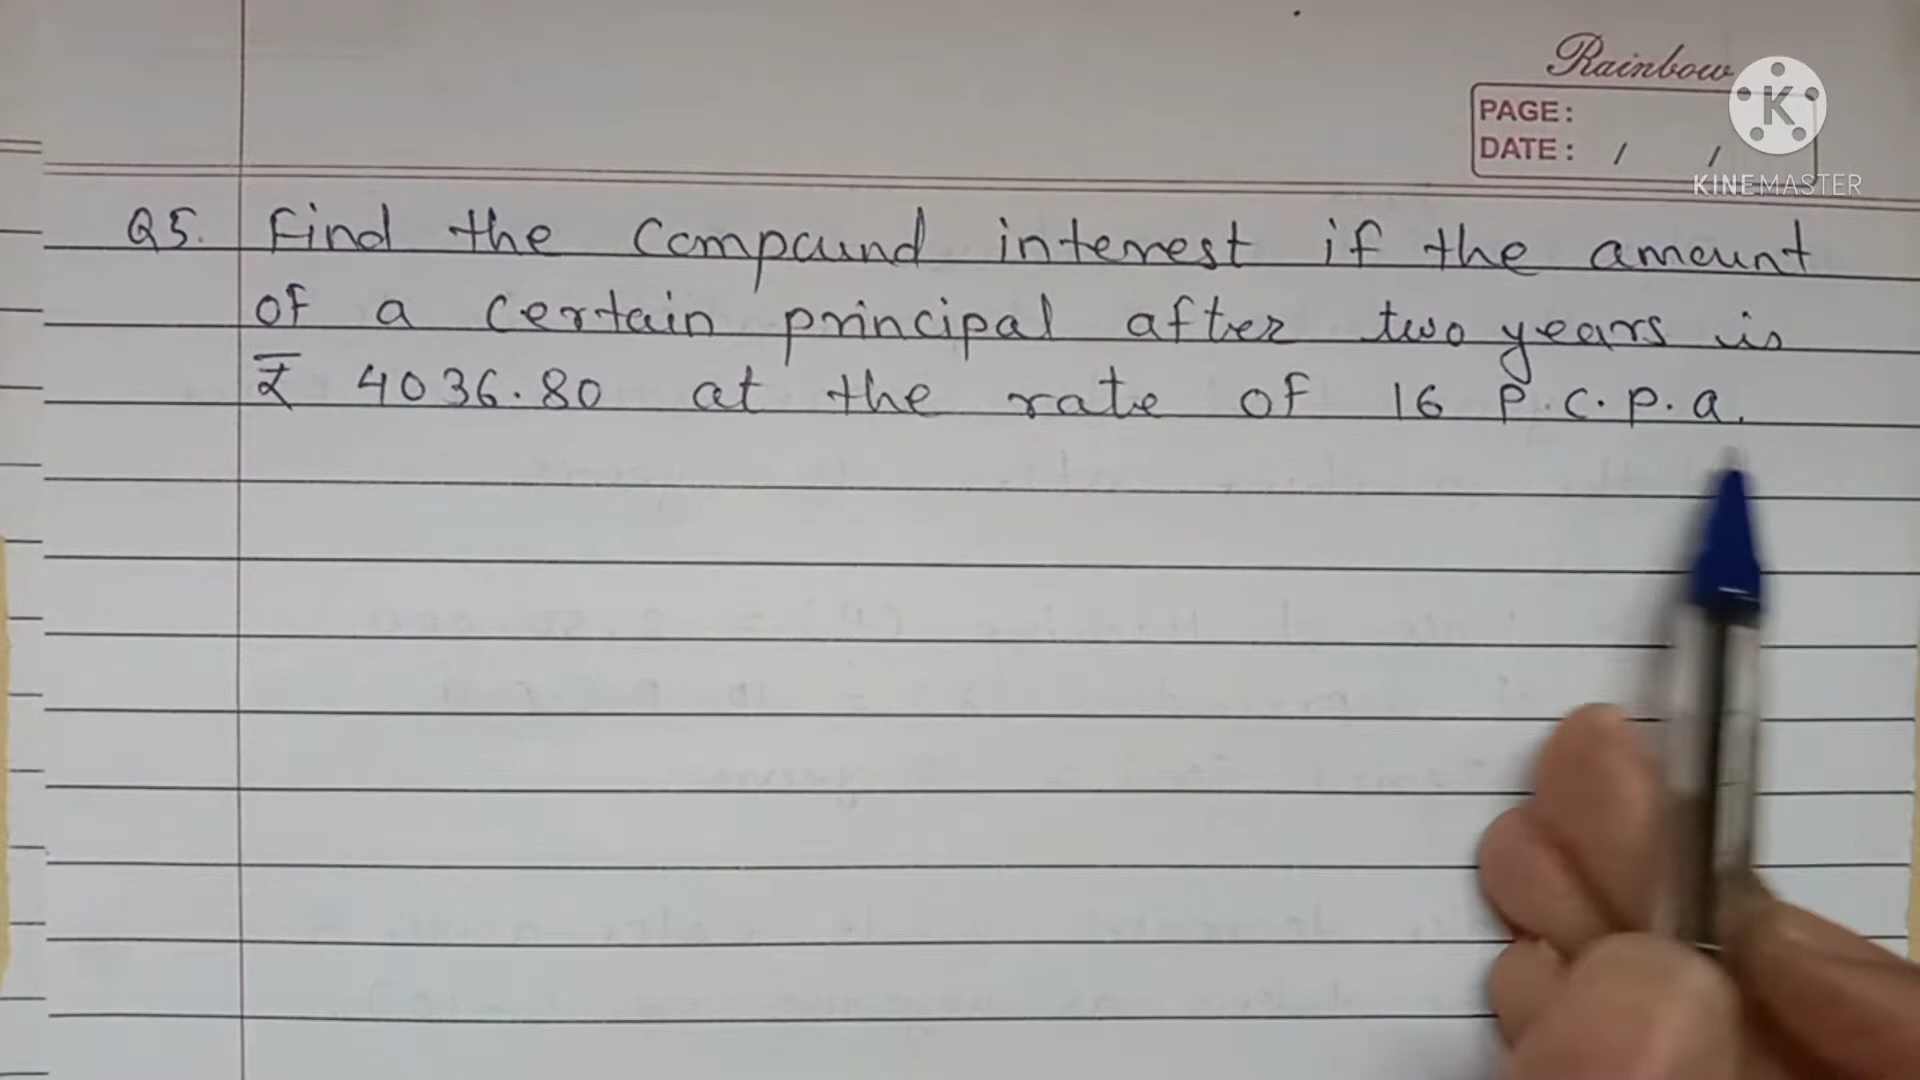 Rainbow
PAGE:
DATE: / /
KINEMASTER
Q5. Find the compound interest if the amount
of a certain principal after two years is
₹ 4036.80 at the rate of 16 p.c.p.a.